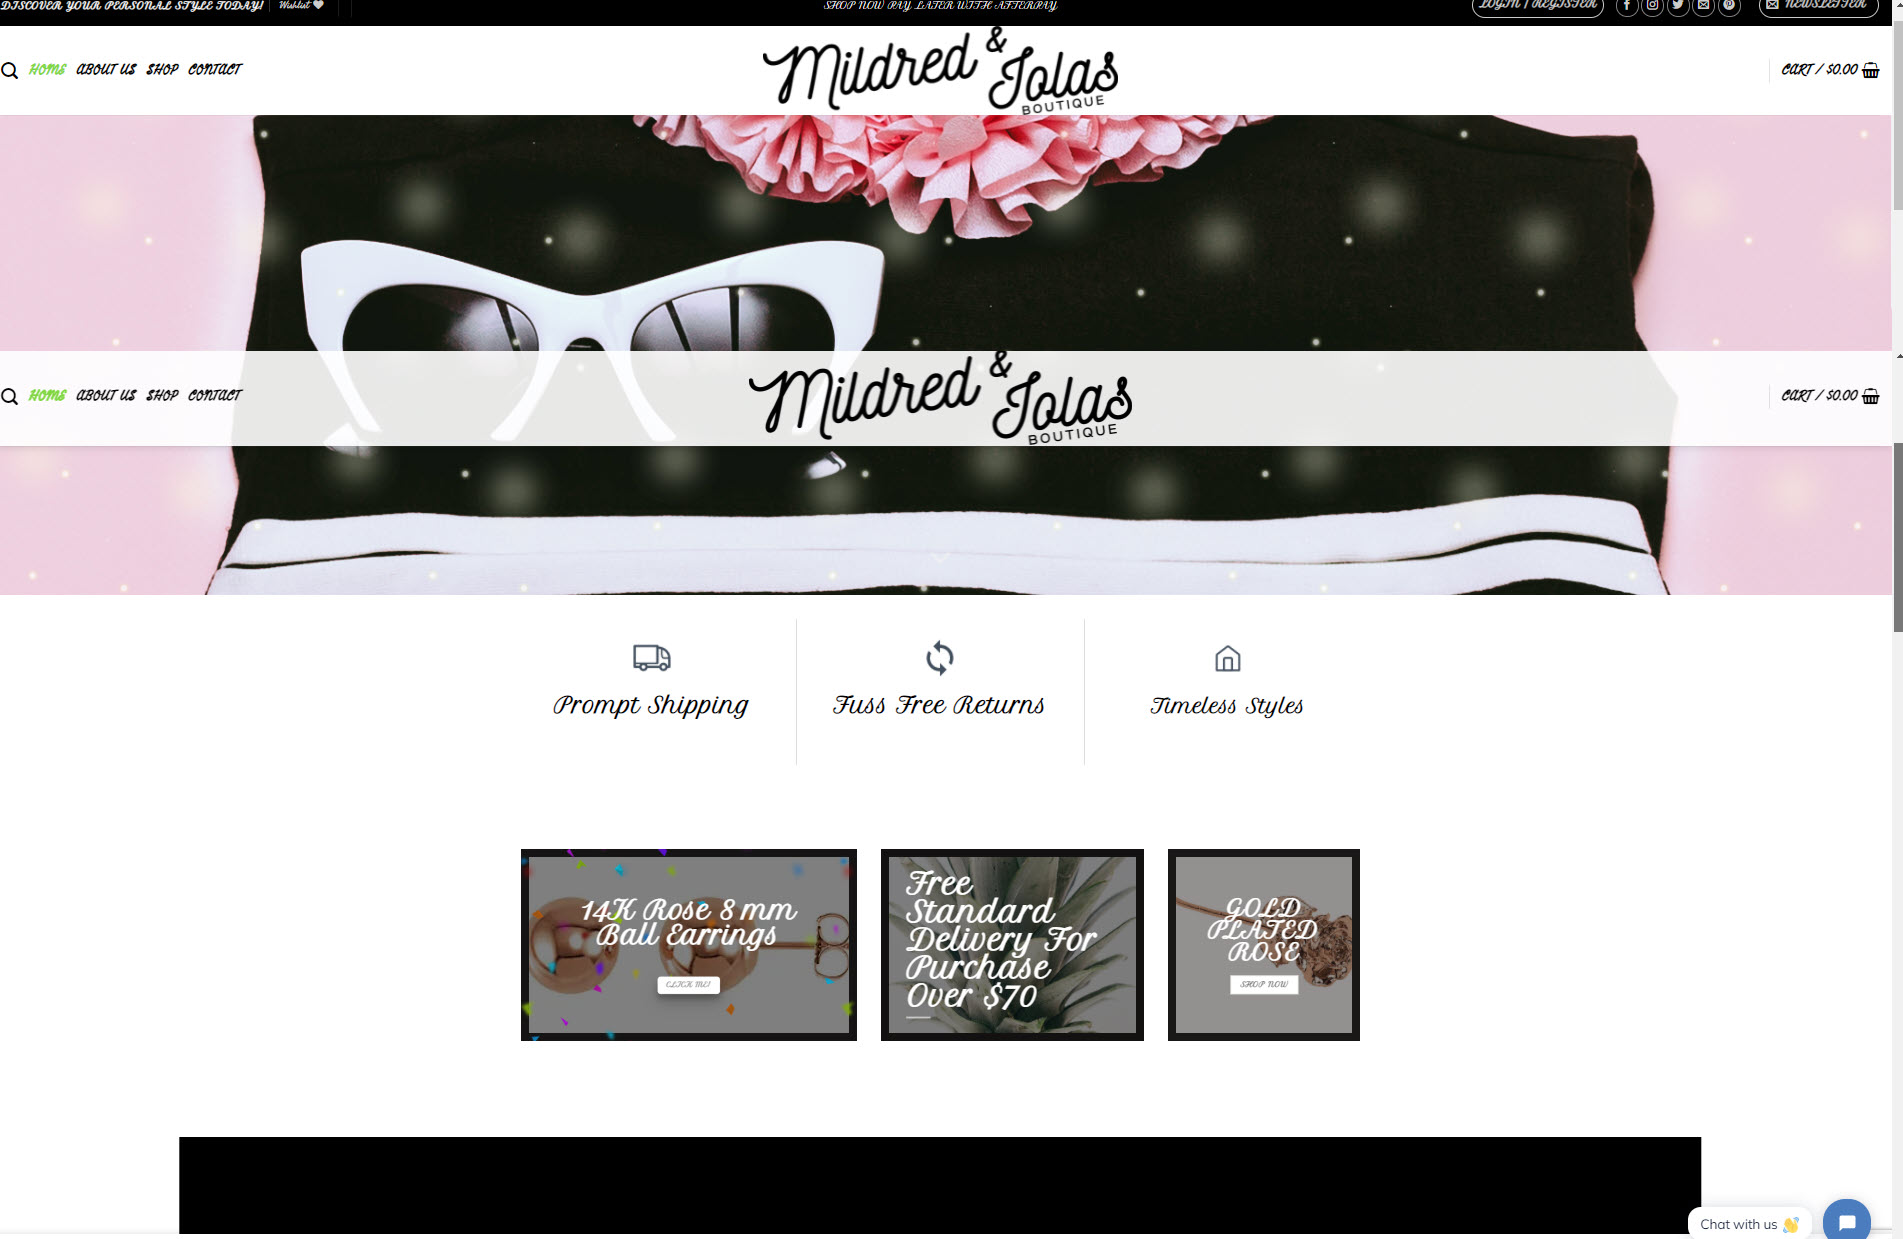 DISCOVER YOUR PERSONAL STYLE TODAY! Wishlist
SHOP NOW PAY LATER WITH AFTERPAY
LOGIN / REGISTER NEWSLETTER
HOME ABOUT US SHOP CONTACT
Mildred & Jolas
BOUTIQUE
CART / $0.00
HOME ABOUT US SHOP CONTACT
Mildred & Jolas
BOUTIQUE
CART / $0.00
Prompt Shipping
Fuss Free Returns
Timeless Styles
14K Rose 8 mm
Ball Earrings
CLICK ME!
Free
Standard
Delivery For
Purchase
Over $70
GOLD
PLATED
ROSE
SHOP NOW
Chat with us 👋